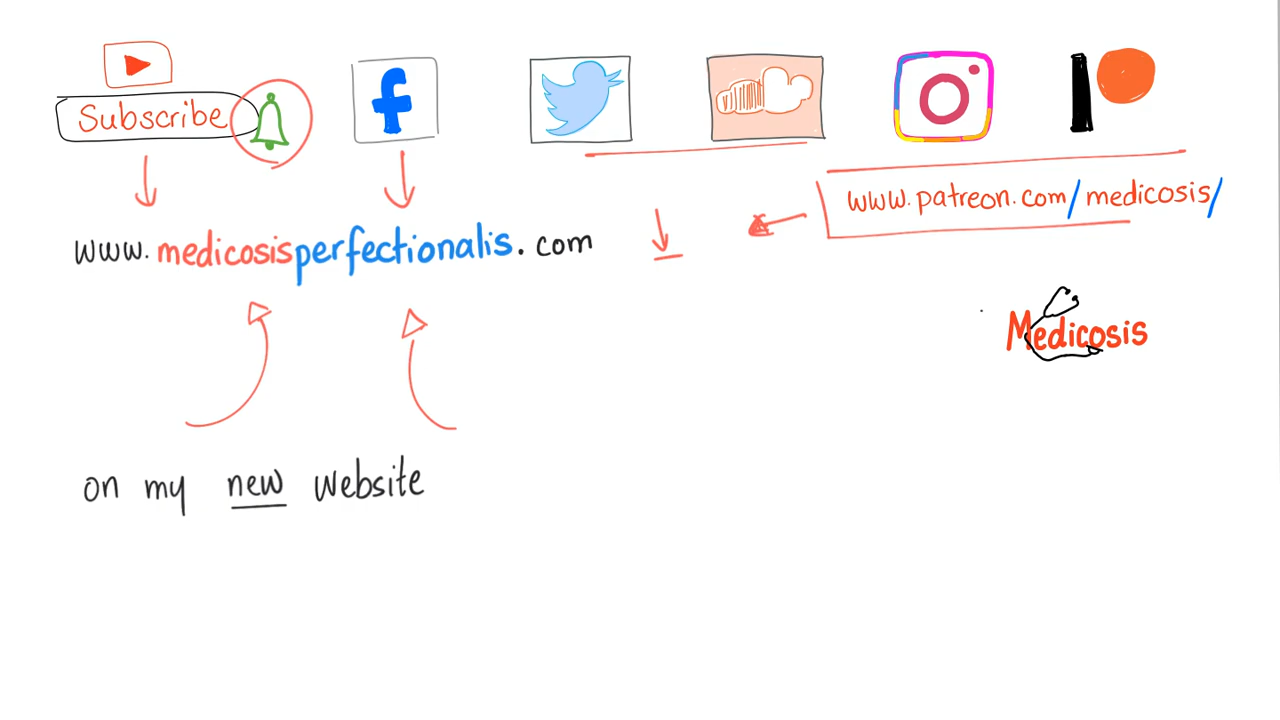 Subscribe
www.patreon.com/medicosis/
www.medicosisperfectionalis.com
Medicosis
on my new website